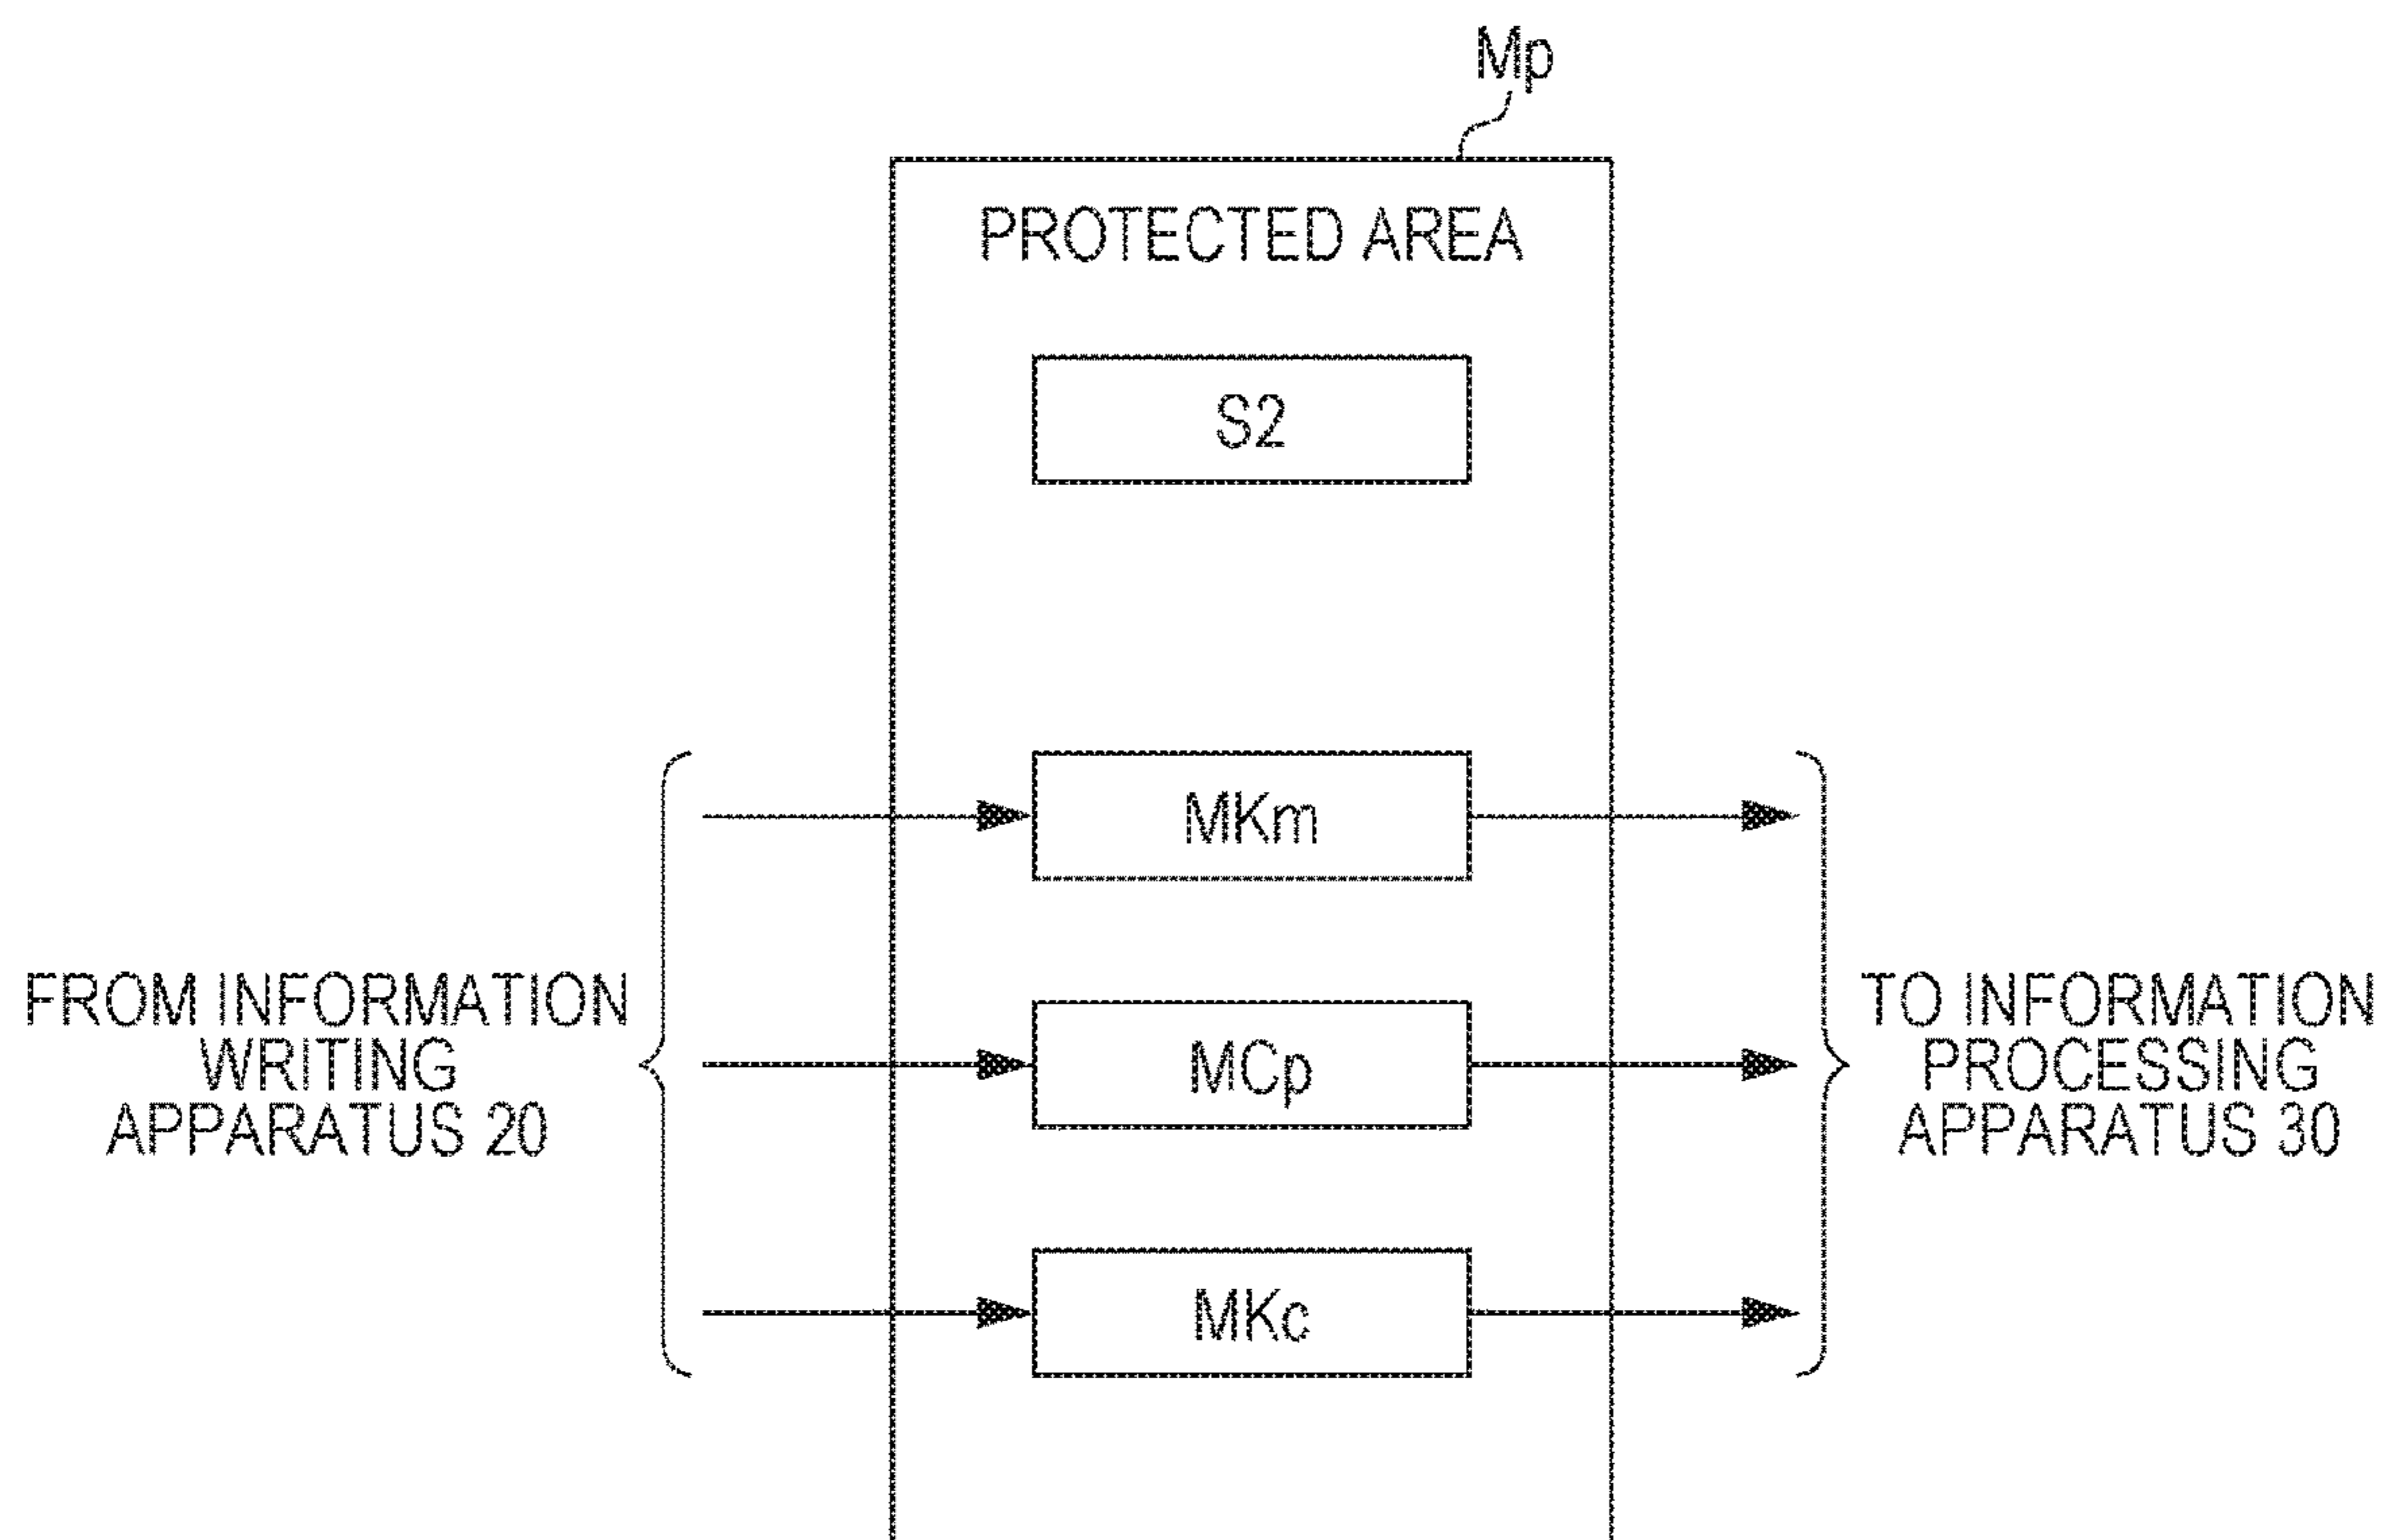 Mp
PROTECTED AREA
S2
MKm
FROM INFORMATION
WRITING
APPARATUS 20
MCp
TO INFORMATION
PROCESSING
APPARATUS 30
MKc